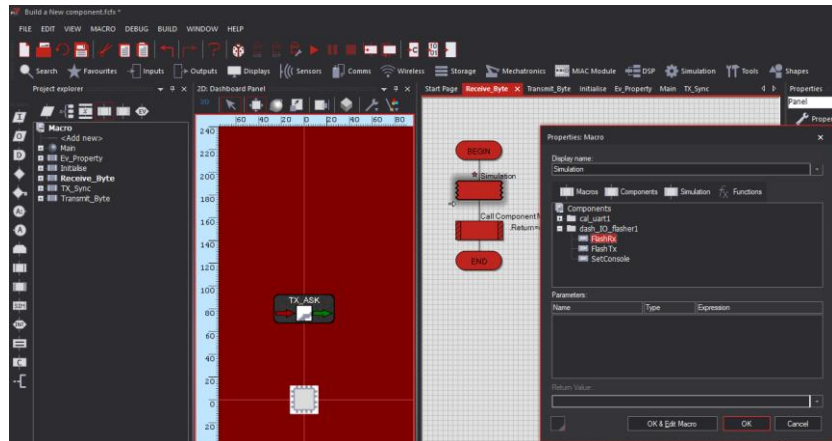 Build a New component.fcfx *
FILE EDIT VIEW MACRO DEBUG BUILD WINDOW HELP
Search Favourites Inputs Outputs Displays Sensors Comms Wireless Storage Mechatronics MIAC Module DSP Simulation Tools Shapes
Project explorer
Macro
<Add new>
Main
Ev_Property
Initialise
Receive_Byte
TX_Sync
Transmit_Byte
2D: Dashboard Panel
2D
60 40 20 0 20 40 60 80
240
220
200
180
160
140
120
100
80
60
40
20
0
20
TX_ASK
Start Page Receive_Byte Transmit_Byte Initialise Ev_Property Main TX_Sync
BEGIN
Simulation
Call Component M
.Return=
END
Properties
Panel
Proper
Properties: Macro
Display name:
Simulation
Macros Components Simulation Functions
Components
cal_uart1
dash_IO_flasher1
FlashRx
FlashTx
SetConsole
Parameters:
Name Type Expression
Return Value:
OK & Edit Macro OK Cancel